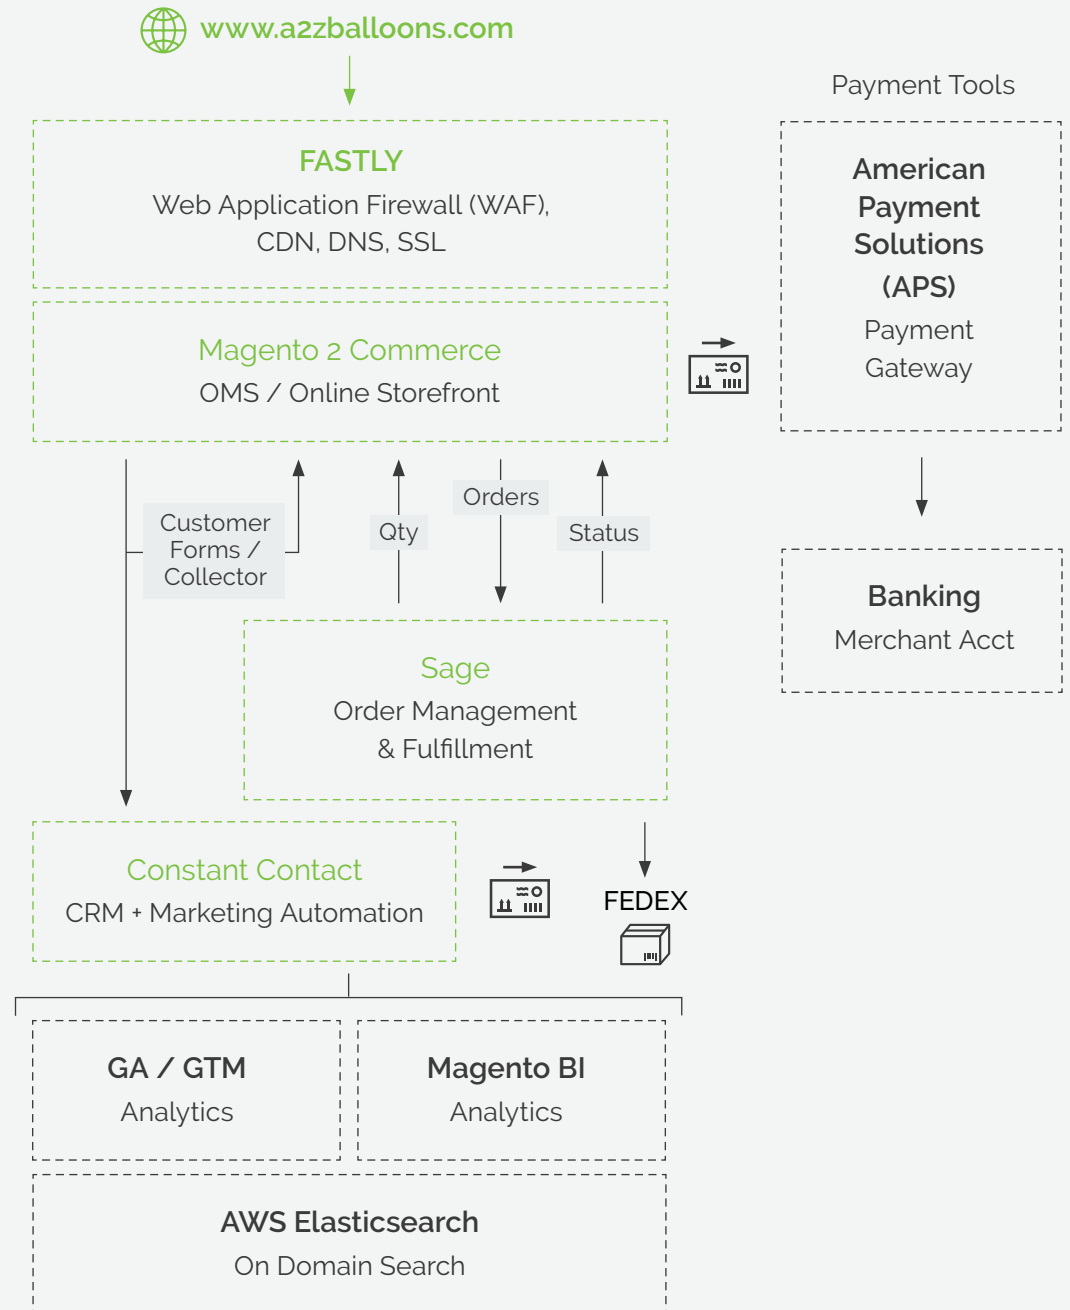 www.a2zballoons.com
Payment Tools
FASTLY
Web Application Firewall (WAF),
CDN, DNS, SSL
American
Payment
Solutions
(APS)
Payment
Gateway
Magento 2 Commerce
OMS / Online Storefront
Customer
Forms /
Collector
Qty
Orders
Status
Banking
Merchant Acct
Sage
Order Management
& Fulfillment
Constant Contact
CRM + Marketing Automation
FEDEX
GA / GTM
Analytics
Magento BI
Analytics
AWS Elasticsearch
On Domain Search